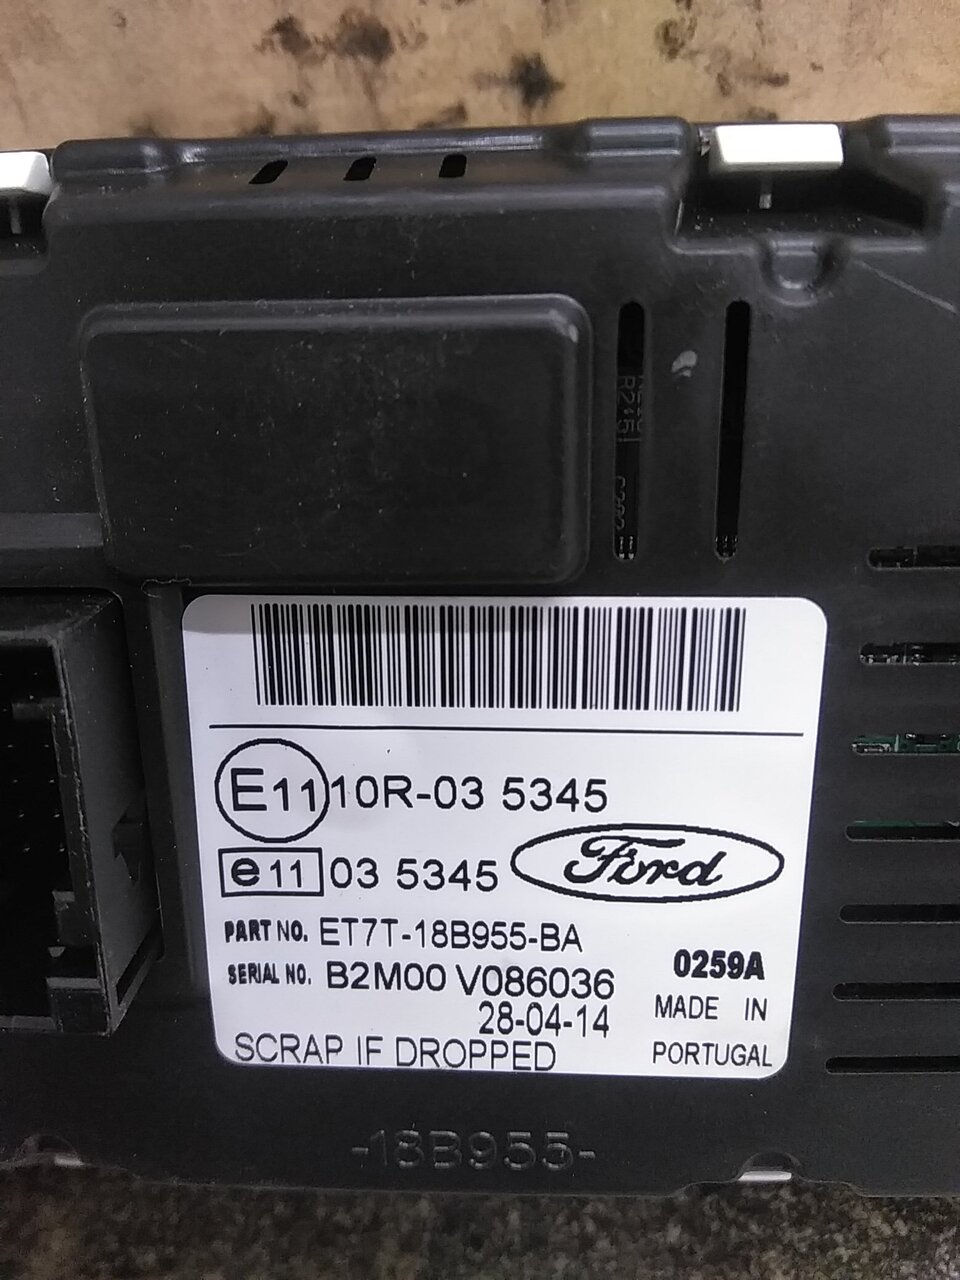 R245
E11 10R-03 5345
e11 03 5345
Ford
PART NO. ET7T-18B955-BA
SERIAL NO. B2M00 V086036
0259A
28-04-14
MADE IN
PORTUGAL
SCRAP IF DROPPED
-18B955-